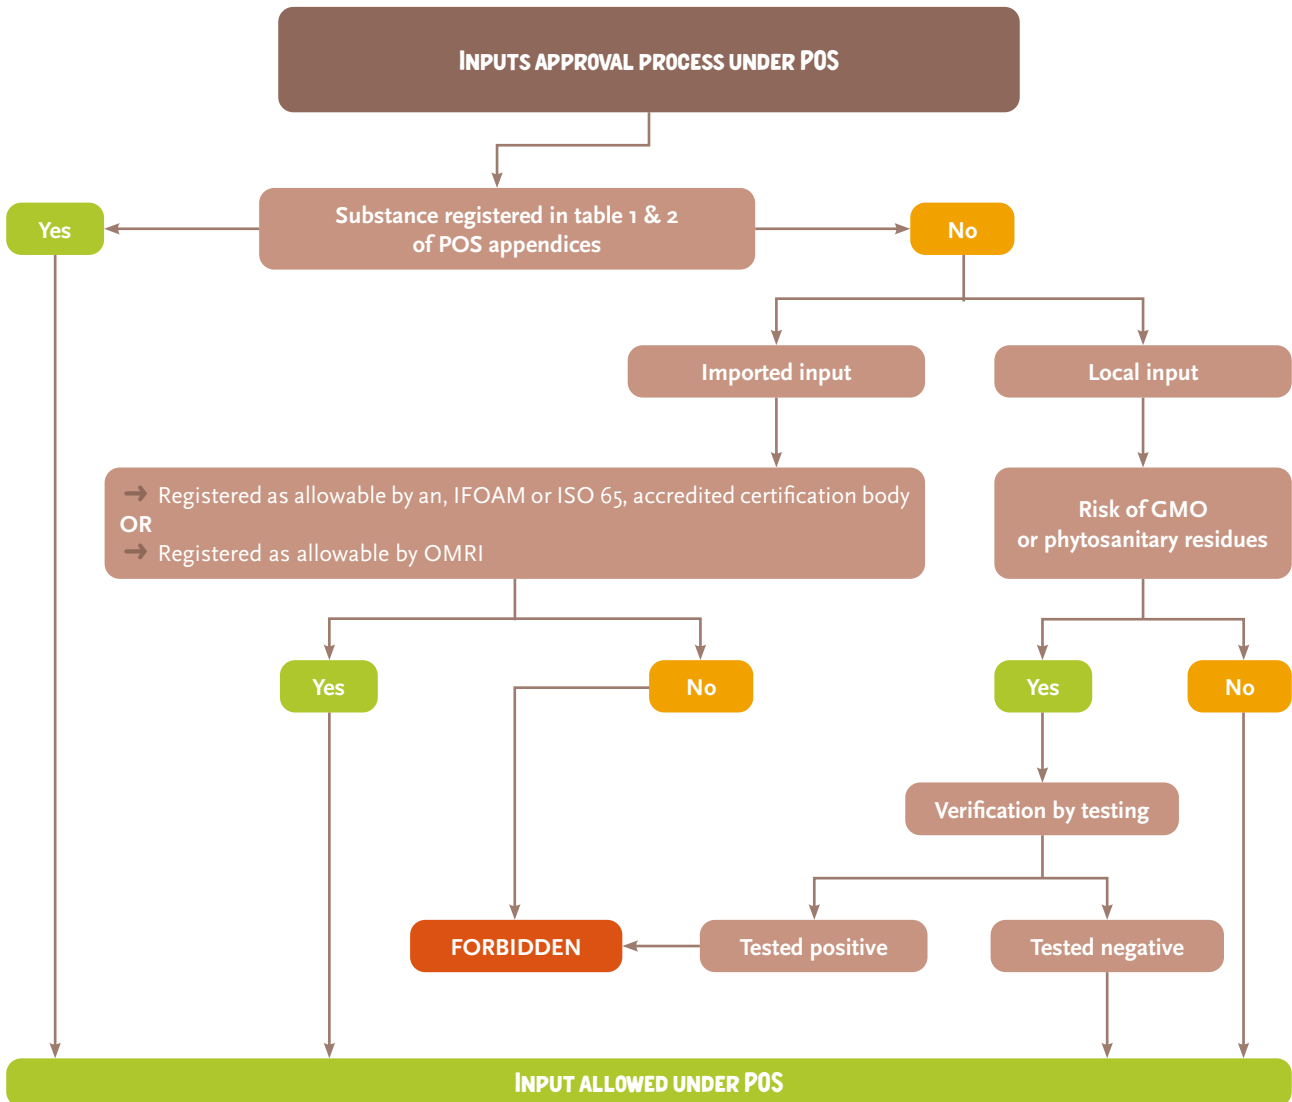 INPUTS APPROVAL PROCESS UNDER POS
Substance registered in table 1 & 2
of POS appendices
Yes
No
Imported input
Local input
➔ Registered as allowable by an, IFOAM or ISO 65, accredited certification body
OR
➔ Registered as allowable by OMRI
Risk of GMO
or phytosanitary residues
Yes
No
Yes
No
Verification by testing
FORBIDDEN
Tested positive
Tested negative
INPUT ALLOWED UNDER POS